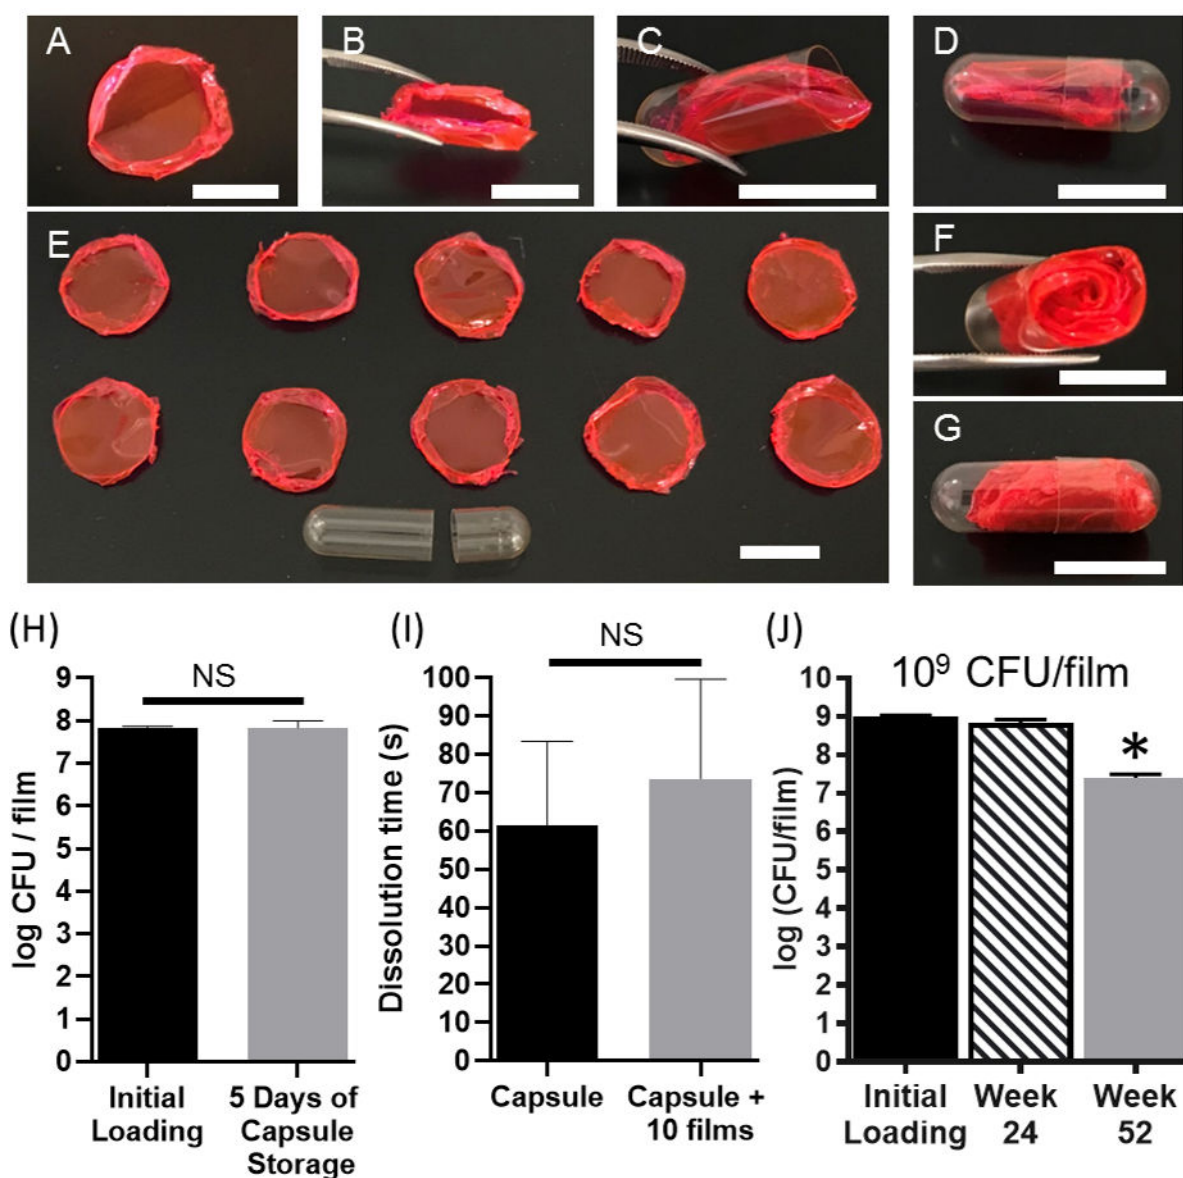 A
B
C
D
E
F
G
(H)
NS
log CFU / film
9
8
7
6
5
4
3
2
1
0
Initial
Loading
5 Days of
Capsule
Storage
(I)
NS
Dissolution time (s)
100
90
80
70
60
50
40
30
20
10
0
Capsule
Capsule +
10 films
(J)
10⁹ CFU/film
log (CFU/film)
10
9
8
7
6
5
4
3
2
1
0
*
Initial
Loading
Week
24
Week
52